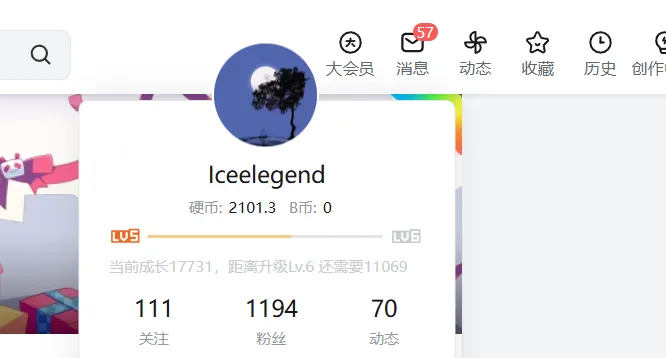 57
大会员 消息 动态 收藏 历史 创作
Iceelegend
硬币: 2101.3 B币: 0
LV5 LV6
当前成长17731，距离升级Lv.6 还需要11069
111 1194 70
关注 粉丝 动态